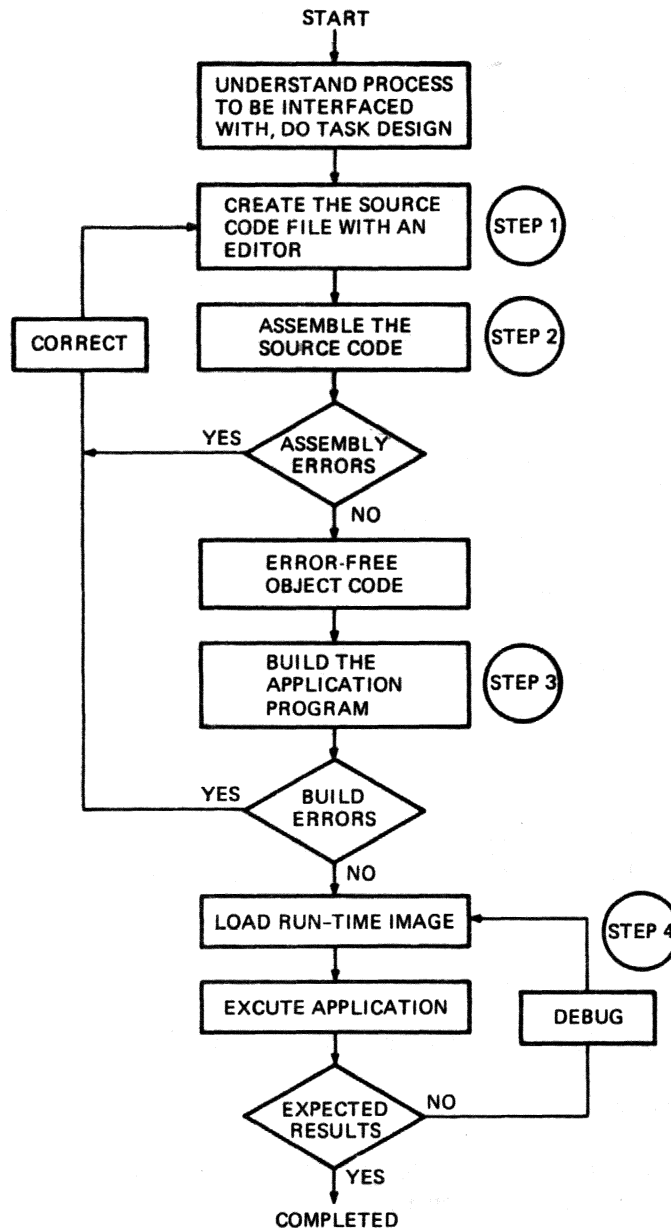 START
UNDERSTAND PROCESS
TO BE INTERFACED
WITH, DO TASK DESIGN
CREATE THE SOURCE
CODE FILE WITH AN
EDITOR
STEP 1
CORRECT
ASSEMBLE THE
SOURCE CODE
STEP 2
YES
ASSEMBLY
ERRORS
NO
ERROR-FREE
OBJECT CODE
BUILD THE
APPLICATION
PROGRAM
STEP 3
YES
BUILD
ERRORS
NO
LOAD RUN-TIME IMAGE
STEP 4
EXCUTE APPLICATION
DEBUG
EXPECTED
RESULTS
NO
YES
COMPLETED